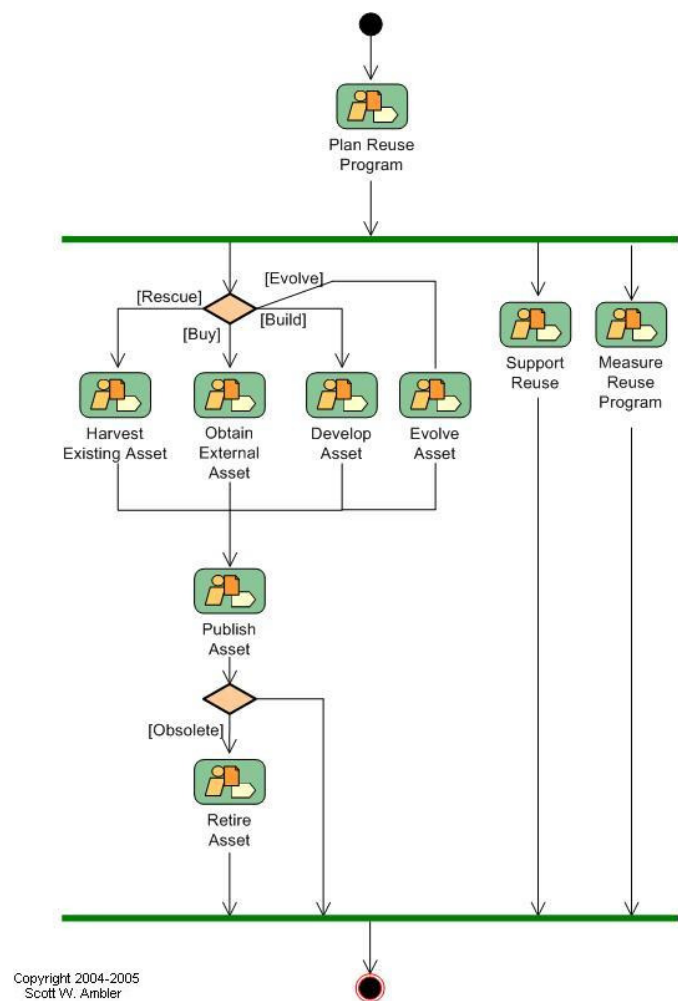 Plan Reuse
Program
[Evolve]
[Rescue]
[Buy]
[Build]
Support
Reuse
Measure
Reuse
Program
Harvest
Existing Asset
Obtain
External
Asset
Develop
Asset
Evolve
Asset
Publish
Asset
[Obsolete]
Retire
Asset
Copyright 2004-2005
Scott W. Ambler